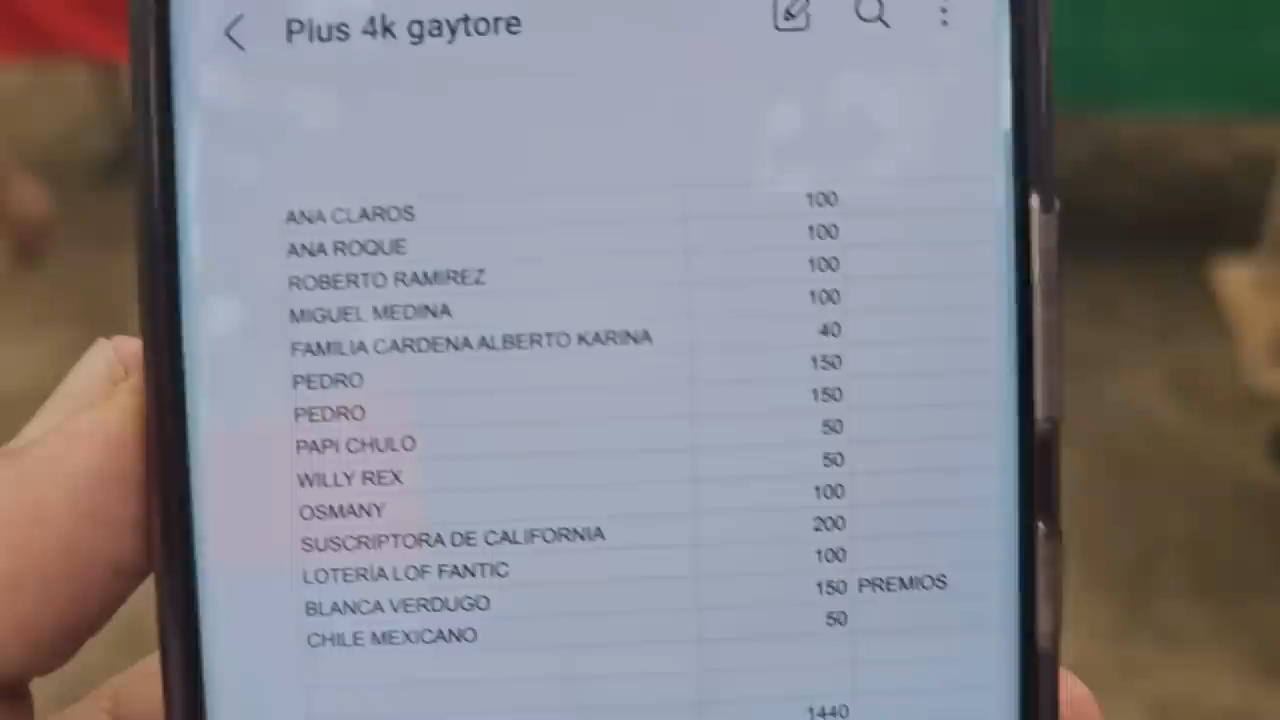 Plus 4k gaytore
ANA CLAROS 100
ANA ROQUE 100
ROBERTO RAMIREZ 100
MIGUEL MEDINA 100
FAMILIA CARDENA ALBERTO KARINA 40
PEDRO 150
PEDRO 150
PAPI CHULO 50
WILLY REX 50
OSMANY 100
SUSCRIPTORA DE CALIFORNIA 200
LOTERÍA LOF FANTIC 100
BLANCA VERDUGO 150 PREMIOS
CHILE MEXICANO 50
1440